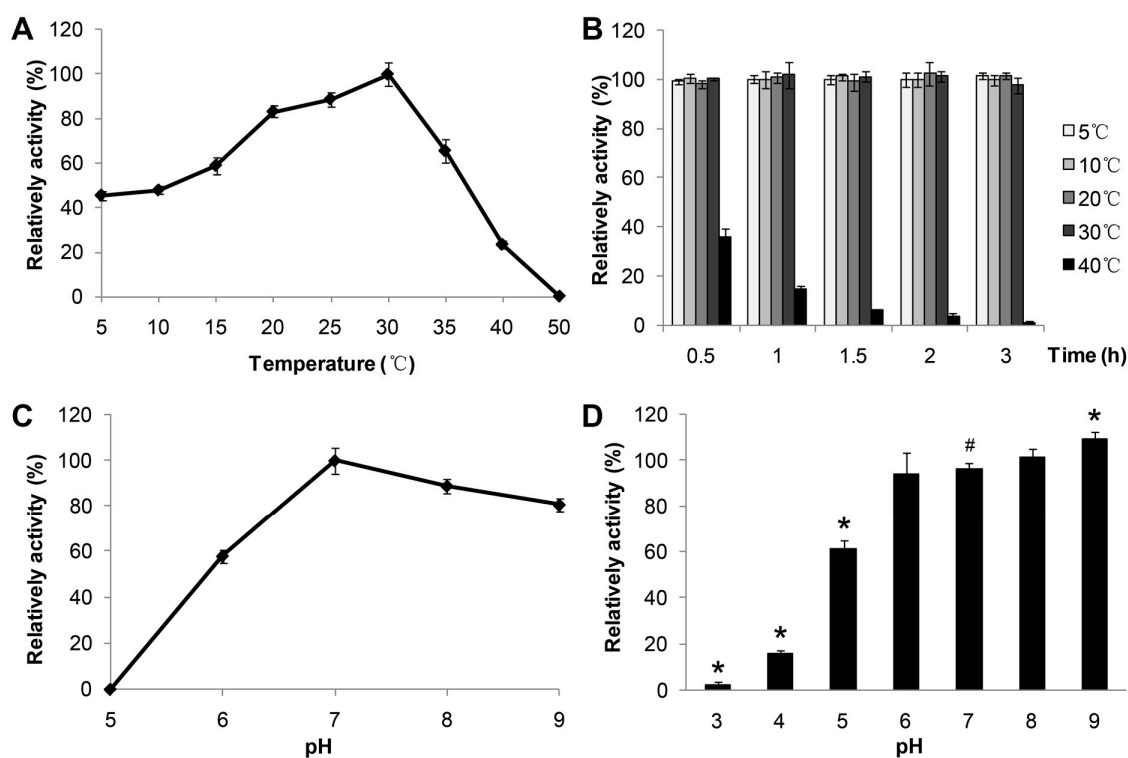 A
Relatively activity (%)
120
100
80
60
40
20
0
5 10 15 20 25 30 35 40 50
Temperature (℃)
B
Relatively activity (%)
120
100
80
60
40
20
0
0.5 1 1.5 2 3 Time (h)
5℃
10℃
20℃
30℃
40℃
C
Relatively activity (%)
120
100
80
60
40
20
0
5 6 7 8 9
pH
D
Relatively activity (%)
120
100
80
60
40
20
0
* * * # *
3 4 5 6 7 8 9
pH